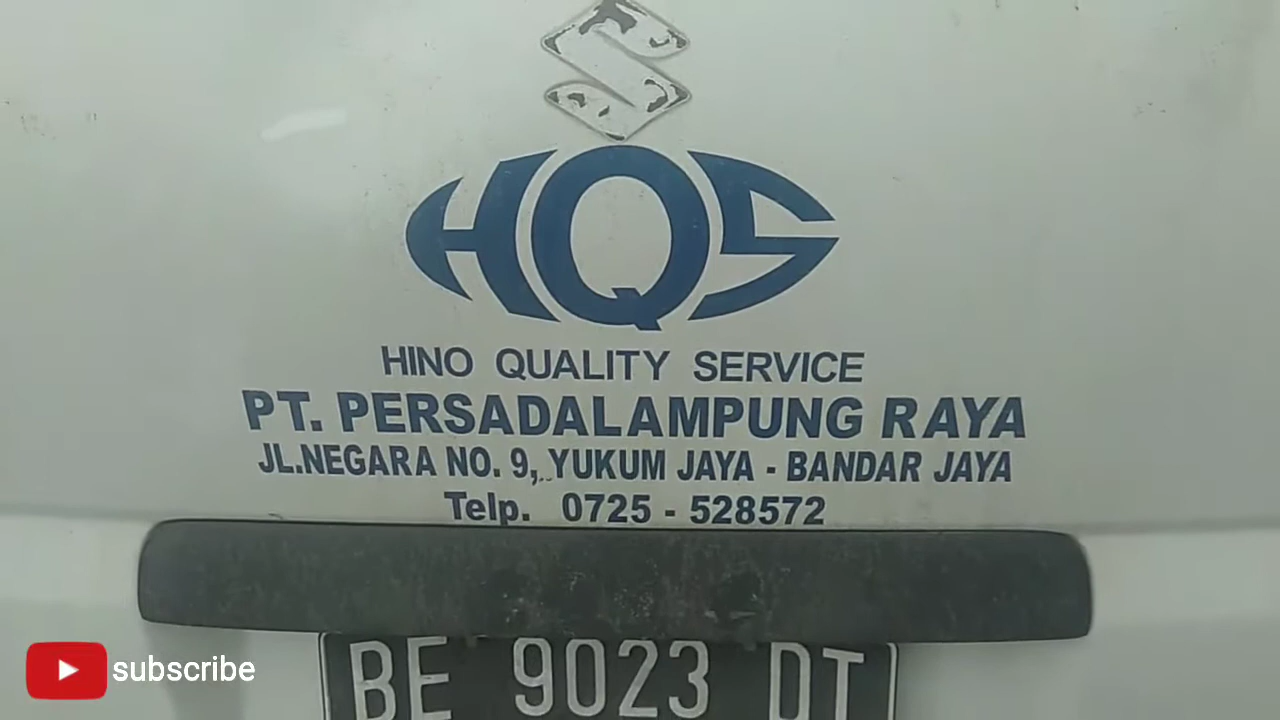 HQS
HINO QUALITY SERVICE
PT. PERSADALAMPUNG RAYA
JL.NEGARA NO. 9, YUKUM JAYA - BANDAR JAYA
Telp. 0725 - 528572
BE 9023 DT
subscribe